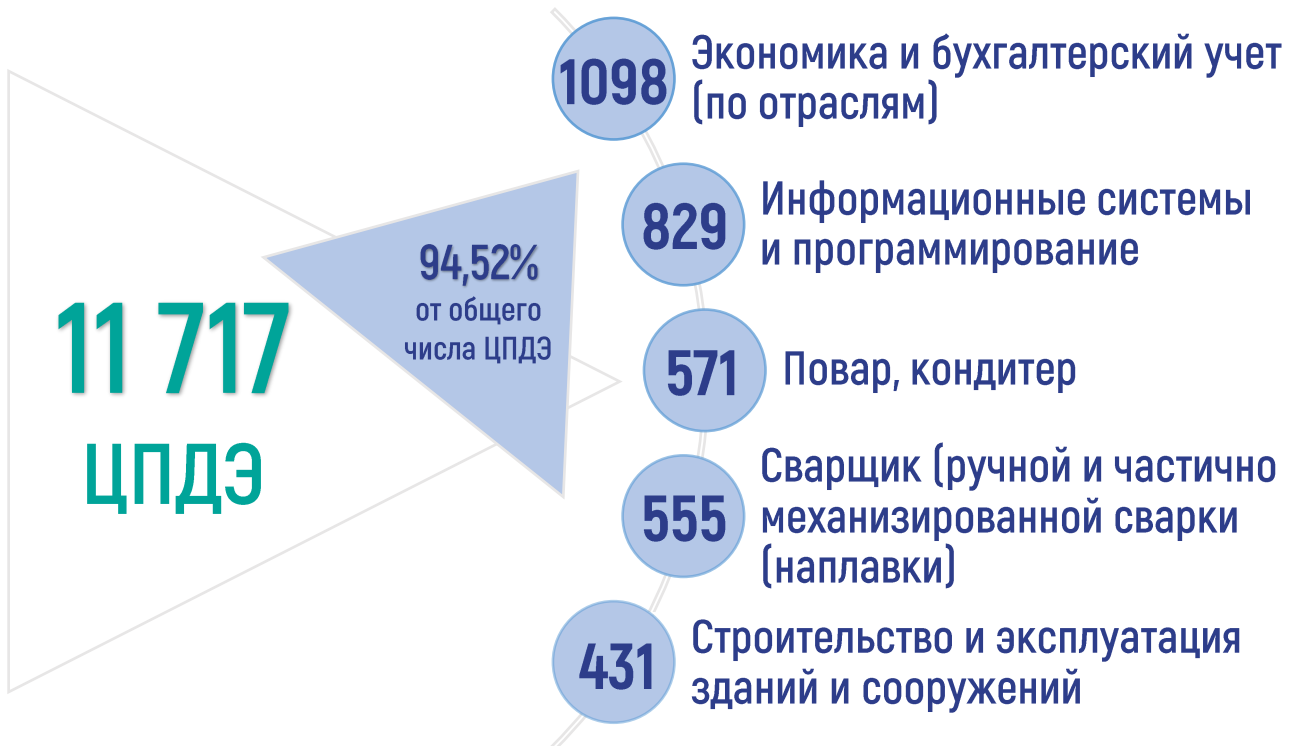 11 717
ЦПДЭ
94,52%
от общего
числа ЦПДЭ
1098
Экономика и бухгалтерский учет
(по отраслям)
829
Информационные системы
и программирование
571
Повар, кондитер
555
Сварщик (ручной и частично
механизированной сварки
(наплавки)
431
Строительство и эксплуатация
зданий и сооружений